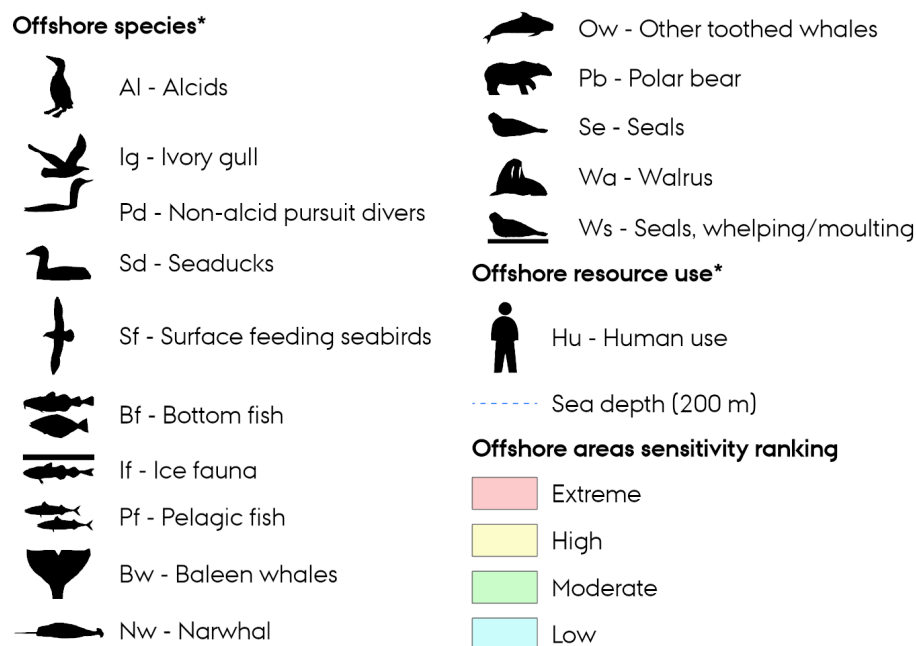 Offshore species*
Al - Alcids
Ig - Ivory gull
Pd - Non-alcid pursuit divers
Sd - Seaducks
Sf - Surface feeding seabirds
Bf - Bottom fish
If - Ice fauna
Pf - Pelagic fish
Bw - Baleen whales
Nw - Narwhal
Ow - Other toothed whales
Pb - Polar bear
Se - Seals
Wa - Walrus
Ws - Seals, whelping/moulting
Offshore resource use*
Hu - Human use
Sea depth (200 m)
Offshore areas sensitivity ranking
Extreme
High
Moderate
Low